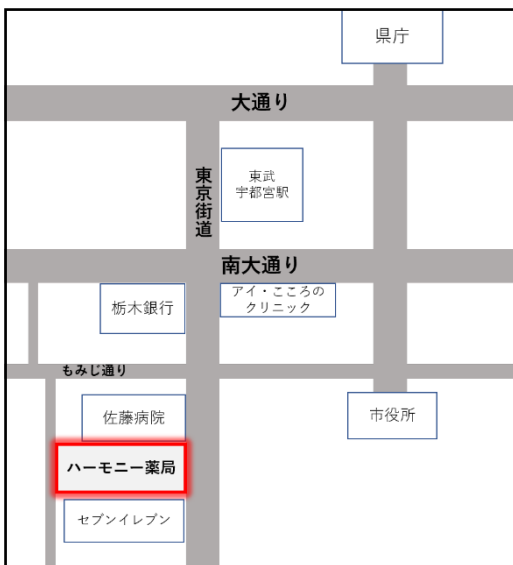 県庁
大通り
東京街道
東武
宇都宮駅
南大通り
アイ・こころの
クリニック
栃木銀行
もみじ通り
佐藤病院
市役所
ハーモニー薬局
セブンイレブン